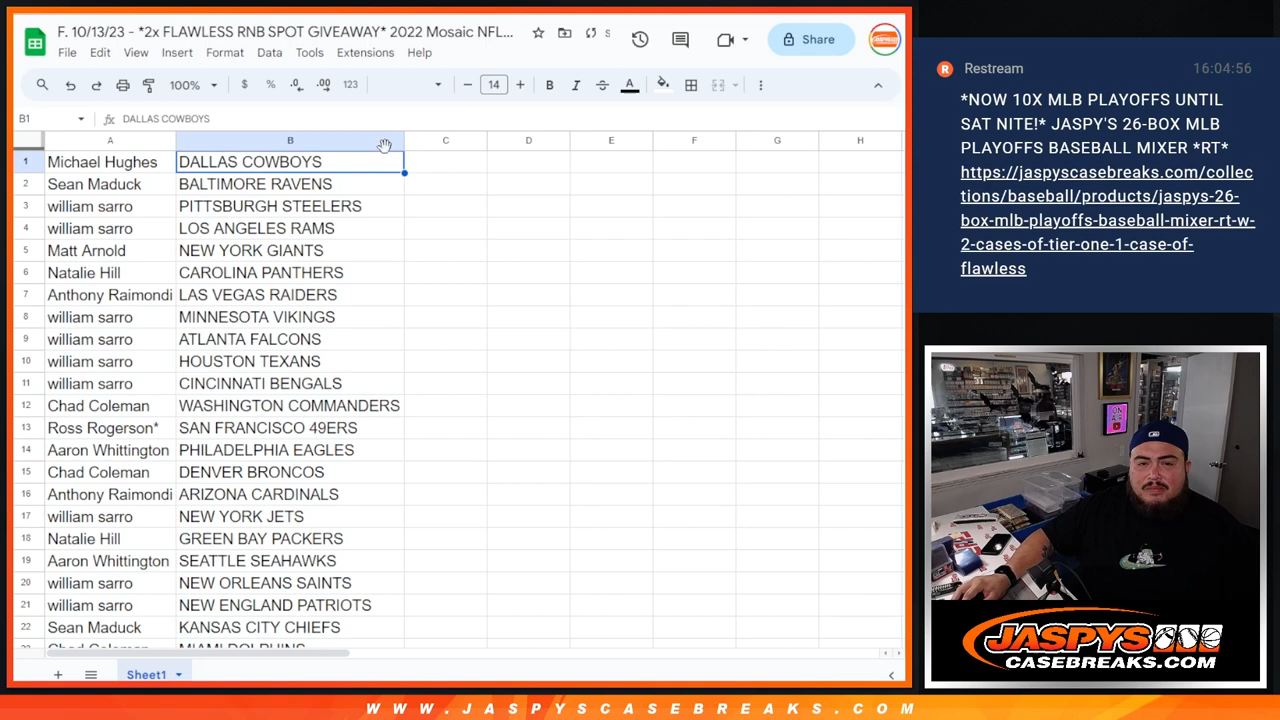 F. 10/13/23 - *2x FLAWLESS RNB SPOT GIVEAWAY* 2022 Mosaic NFL...
File Edit View Insert Format Data Tools Extensions Help
Share
100% $ % .0 .00 123 14 B I A
B1 fx DALLAS COWBOYS
A B C D E F G H
1 Michael Hughes DALLAS COWBOYS
2 Sean Maduck BALTIMORE RAVENS
3 william sarro PITTSBURGH STEELERS
4 william sarro LOS ANGELES RAMS
5 Matt Arnold NEW YORK GIANTS
6 Natalie Hill CAROLINA PANTHERS
7 Anthony Raimondi LAS VEGAS RAIDERS
8 william sarro MINNESOTA VIKINGS
9 william sarro ATLANTA FALCONS
10 william sarro HOUSTON TEXANS
11 william sarro CINCINNATI BENGALS
12 Chad Coleman WASHINGTON COMMANDERS
13 Ross Rogerson* SAN FRANCISCO 49ERS
14 Aaron Whittington PHILADELPHIA EAGLES
15 Chad Coleman DENVER BRONCOS
16 Anthony Raimondi ARIZONA CARDINALS
17 william sarro NEW YORK JETS
18 Natalie Hill GREEN BAY PACKERS
19 Aaron Whittington SEATTLE SEAHAWKS
20 william sarro NEW ORLEANS SAINTS
21 william sarro NEW ENGLAND PATRIOTS
22 Sean Maduck KANSAS CITY CHIEFS
Chad Coleman MIAMI DOLPHINS
Sheet1
R Restream 16:04:56
*NOW 10X MLB PLAYOFFS UNTIL
SAT NITE!* JASPY'S 26-BOX MLB
PLAYOFFS BASEBALL MIXER *RT*
https://jaspyscasebreaks.com/collec
tions/baseball/products/jaspys-26-
box-mlb-playoffs-baseball-mixer-rt-w-
2-cases-of-tier-one-1-case-of-
flawless
JASPYS
CASEBREAKS.COM
WWW.JASPYSCASEBREAKS.COM